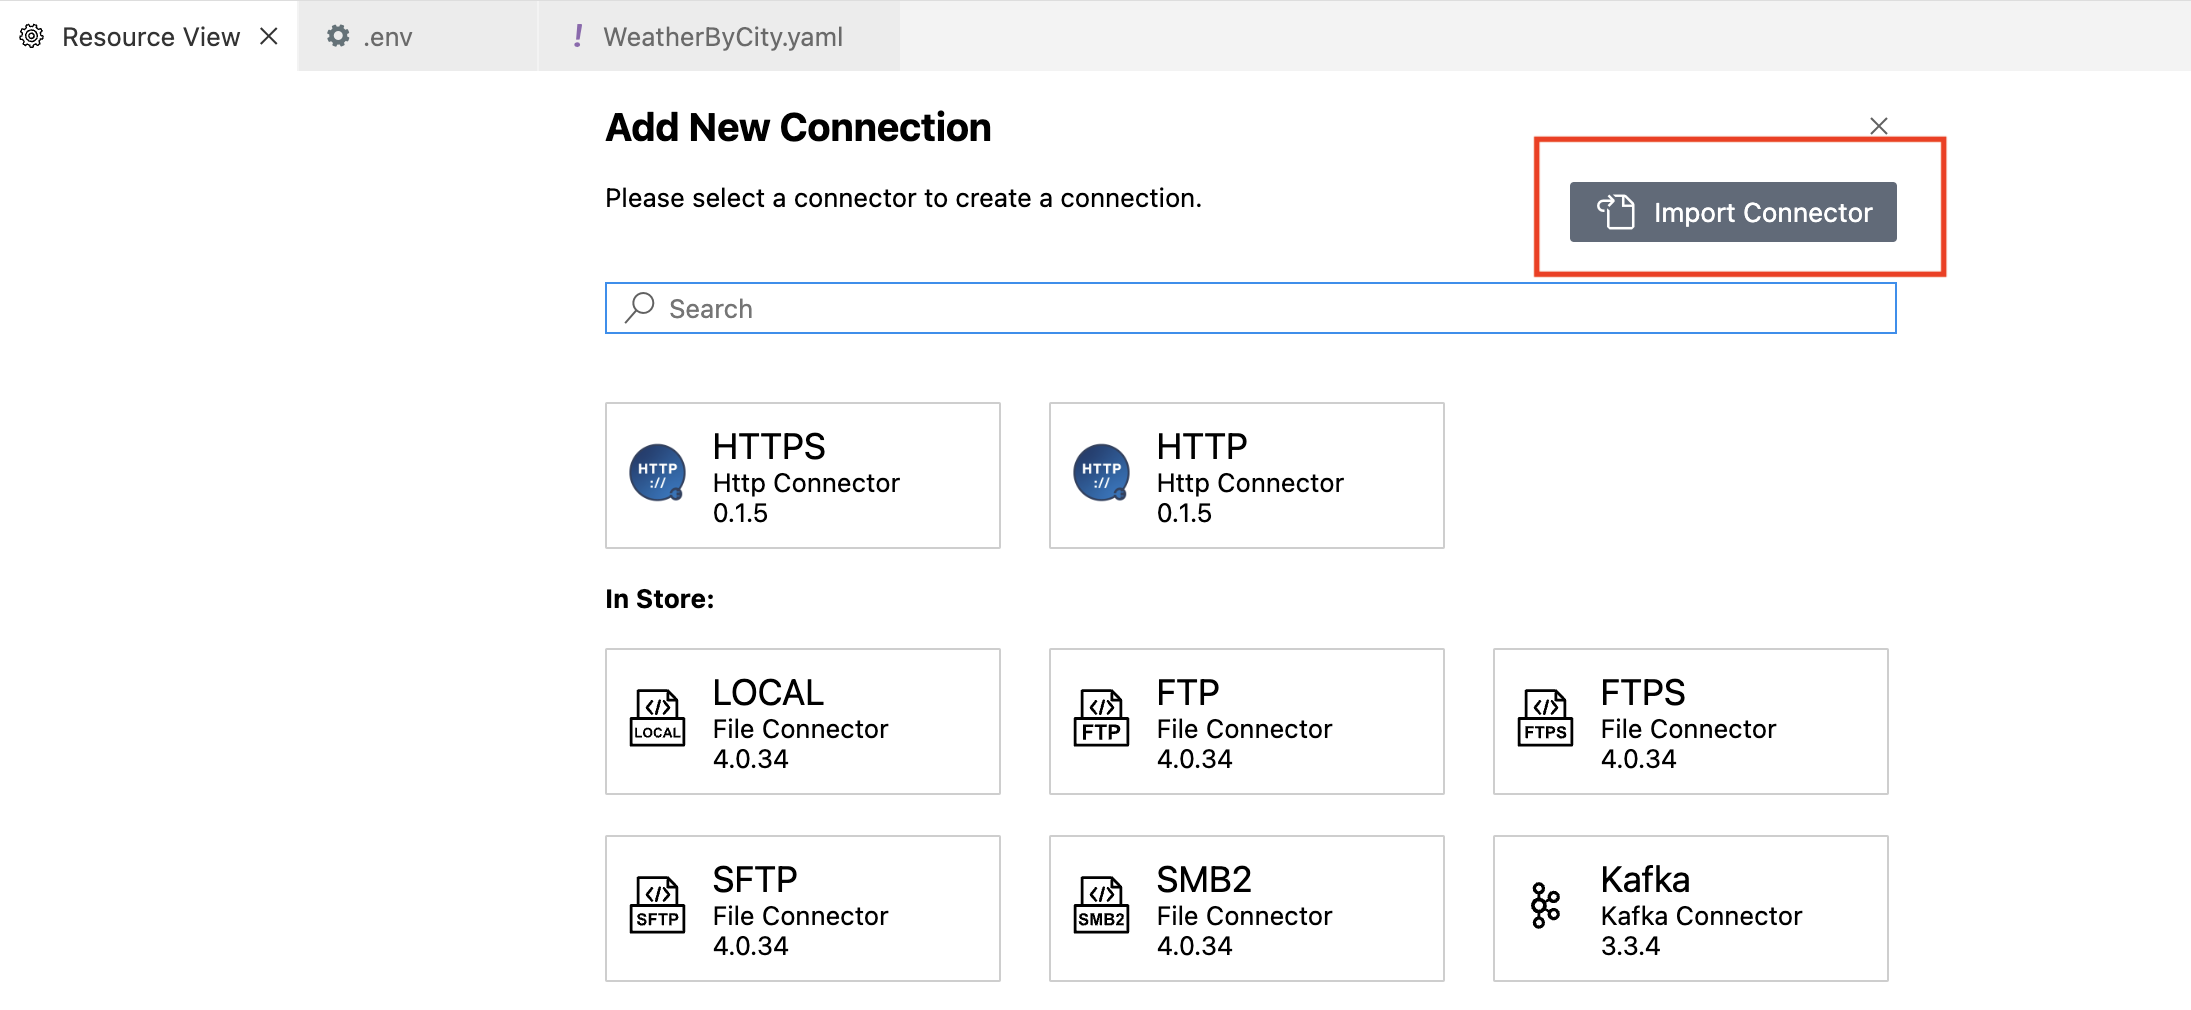 Resource View
.env
! WeatherByCity.yaml
Add New Connection
Please select a connector to create a connection.
Import Connector
Search
HTTP
://
HTTPS
Http Connector
0.1.5
HTTP
://
HTTP
Http Connector
0.1.5
In Store:
</>
LOCAL
LOCAL
File Connector
4.0.34
</>
FTP
FTP
File Connector
4.0.34
</>
FTPS
FTPS
File Connector
4.0.34
</>
SFTP
SFTP
File Connector
4.0.34
</>
SMB2
SMB2
File Connector
4.0.34
Kafka
Kafka Connector
3.3.4